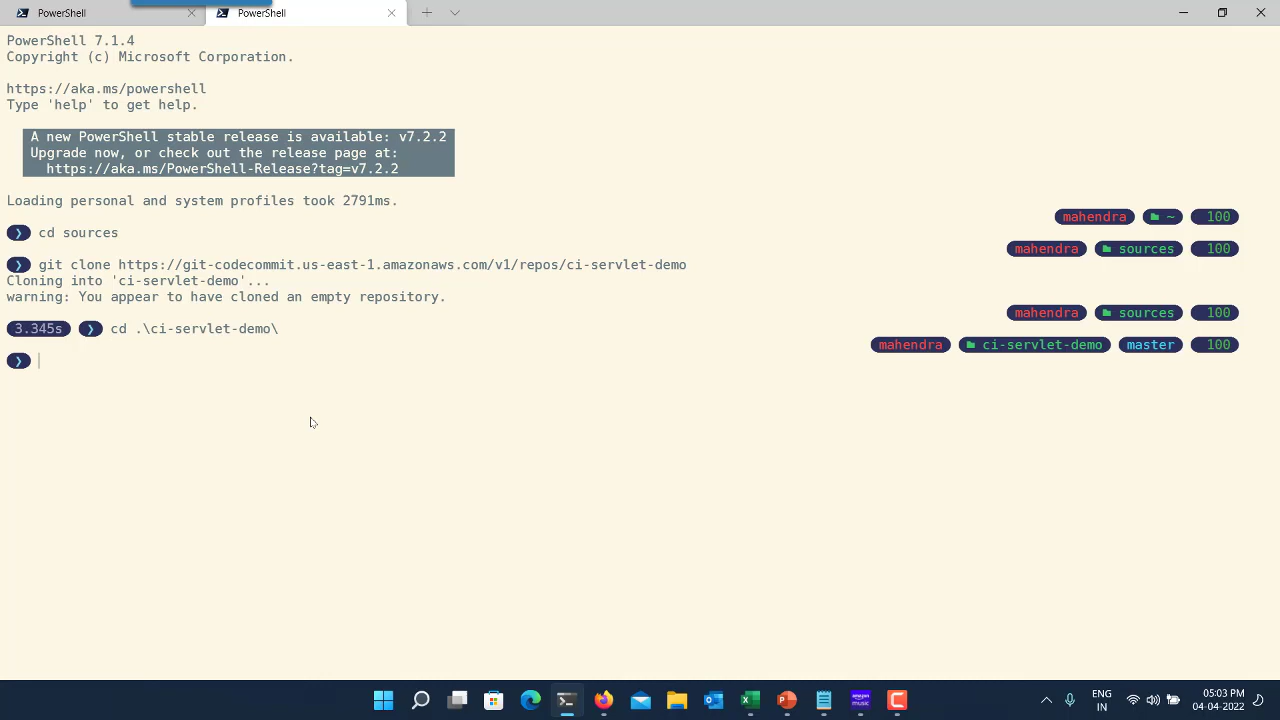 PowerShell
PowerShell
PowerShell 7.1.4
Copyright (c) Microsoft Corporation.
https://aka.ms/powershell
Type 'help' to get help.
A new PowerShell stable release is available: v7.2.2
Upgrade now, or check out the release page at:
https://aka.ms/PowerShell-Release?tag=v7.2.2
Loading personal and system profiles took 2791ms.
mahendra ~ 100
❯ cd sources
mahendra sources 100
❯ git clone https://git-codecommit.us-east-1.amazonaws.com/v1/repos/ci-servlet-demo
Cloning into 'ci-servlet-demo'...
warning: You appear to have cloned an empty repository.
mahendra sources 100
3.345s ❯ cd .\ci-servlet-demo\
mahendra ci-servlet-demo master 100
❯
amazon music
ENG
IN
05:03 PM
04-04-2022